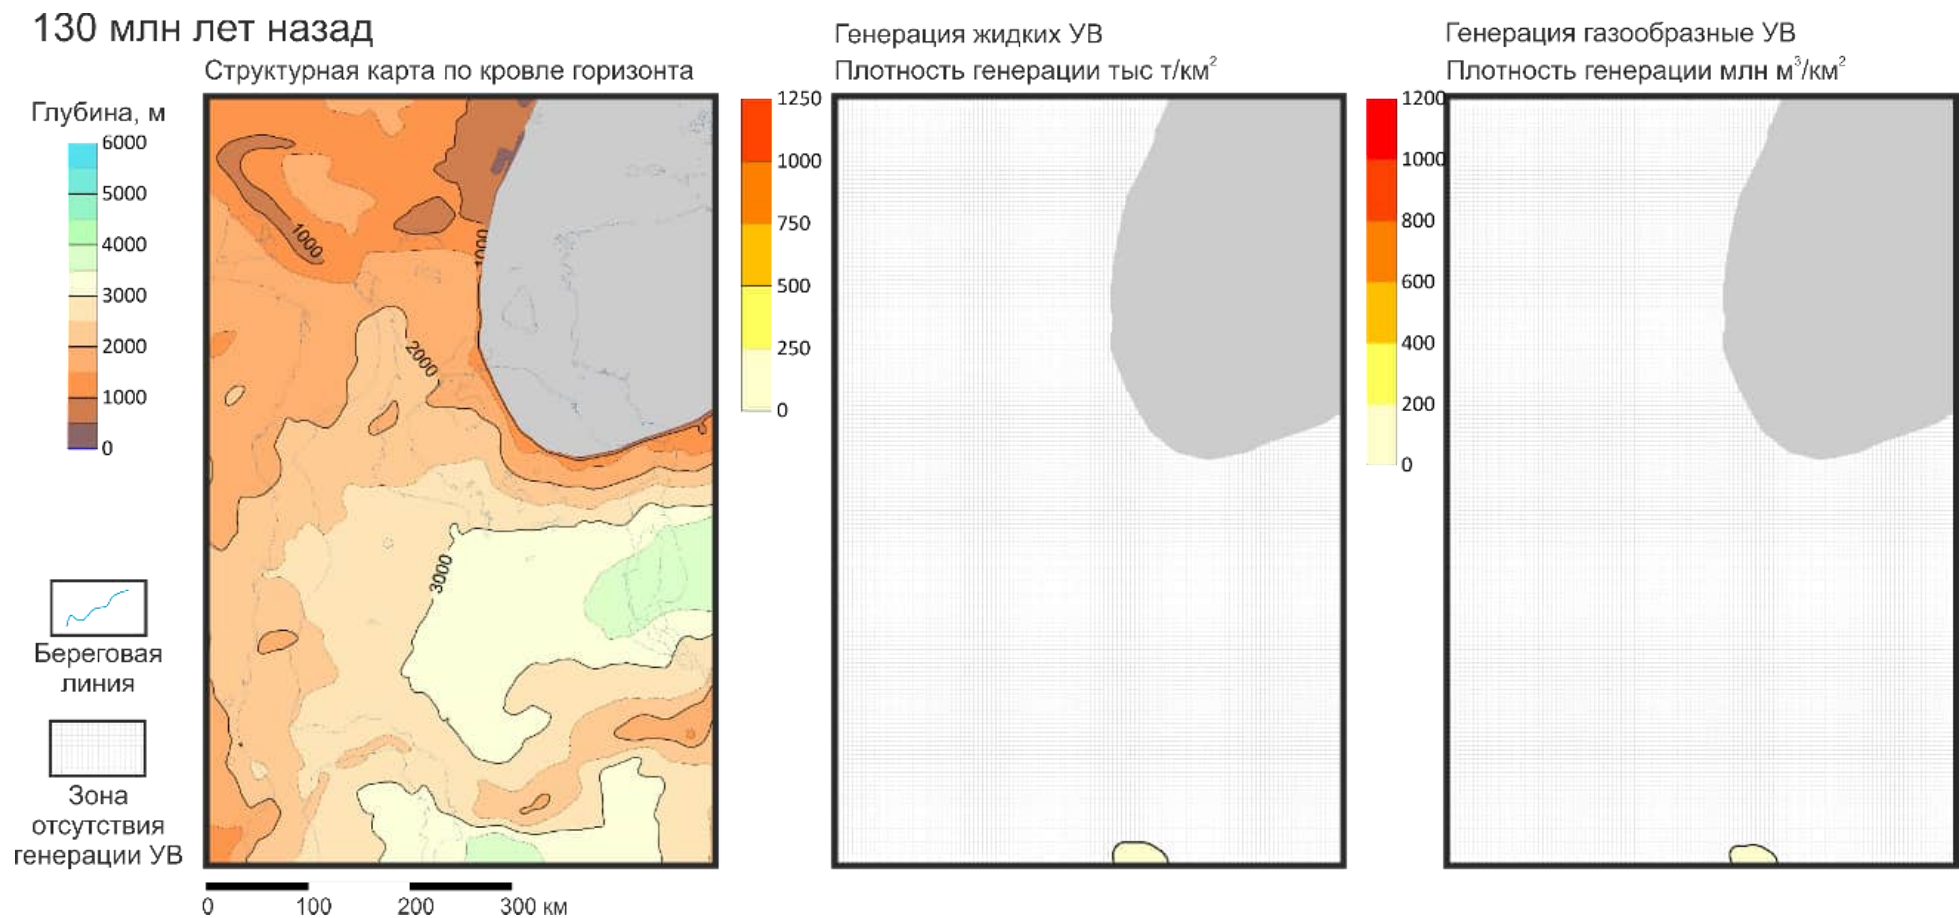 130 млн лет назад
Структурная карта по кровле горизонта
Глубина, м
6000
5000
4000
3000
2000
1000
0
Береговая
линия
Зона
отсутствия
генерации УВ
1000
1000
2000
3000
0 100 200 300 км
Генерация жидких УВ
Плотность генерации тыс т/км²
1250
1000
750
500
250
0
Генерация газообразные УВ
Плотность генерации млн м³/км²
1200
1000
800
600
400
200
0